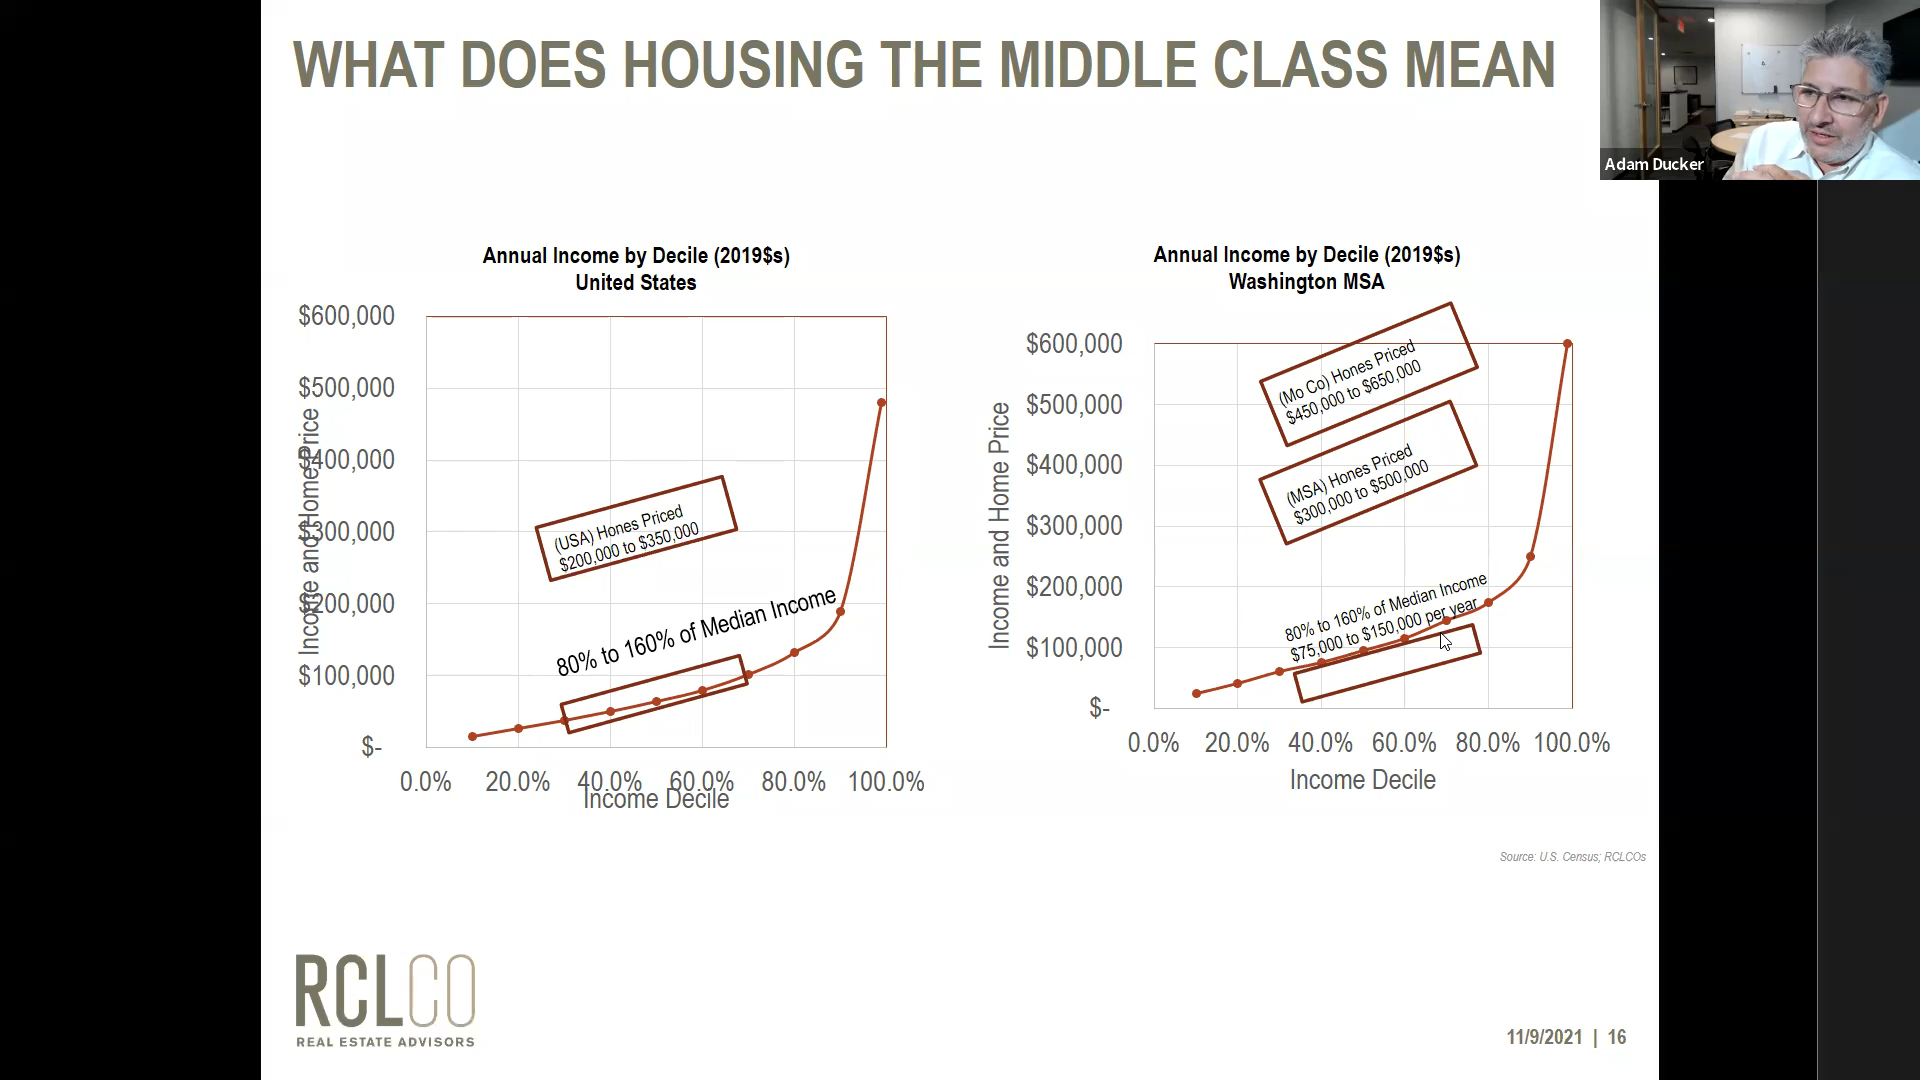 WHAT DOES HOUSING THE MIDDLE CLASS MEAN
Adam Ducker
Annual Income by Decile (2019$s)
United States
$600,000
$500,000
$400,000
$300,000
$200,000
$100,000
$-
Income and Home Price
(USA) Hones Priced
$200,000 to $350,000
80% to 160% of Median Income
0.0% 20.0% 40.0% 60.0% 80.0% 100.0%
Income Decile
Annual Income by Decile (2019$s)
Washington MSA
$600,000
$500,000
$400,000
$300,000
$200,000
$100,000
$-
Income and Home Price
(Mo Co) Hones Priced
$450,000 to $650,000
(MSA) Hones Priced
$300,000 to $500,000
80% to 160% of Median Income
$75,000 to $150,000 per year
0.0% 20.0% 40.0% 60.0% 80.0% 100.0%
Income Decile
Source: U.S. Census; RCLCOs
RCLCO
REAL ESTATE ADVISORS
11/9/2021 | 16